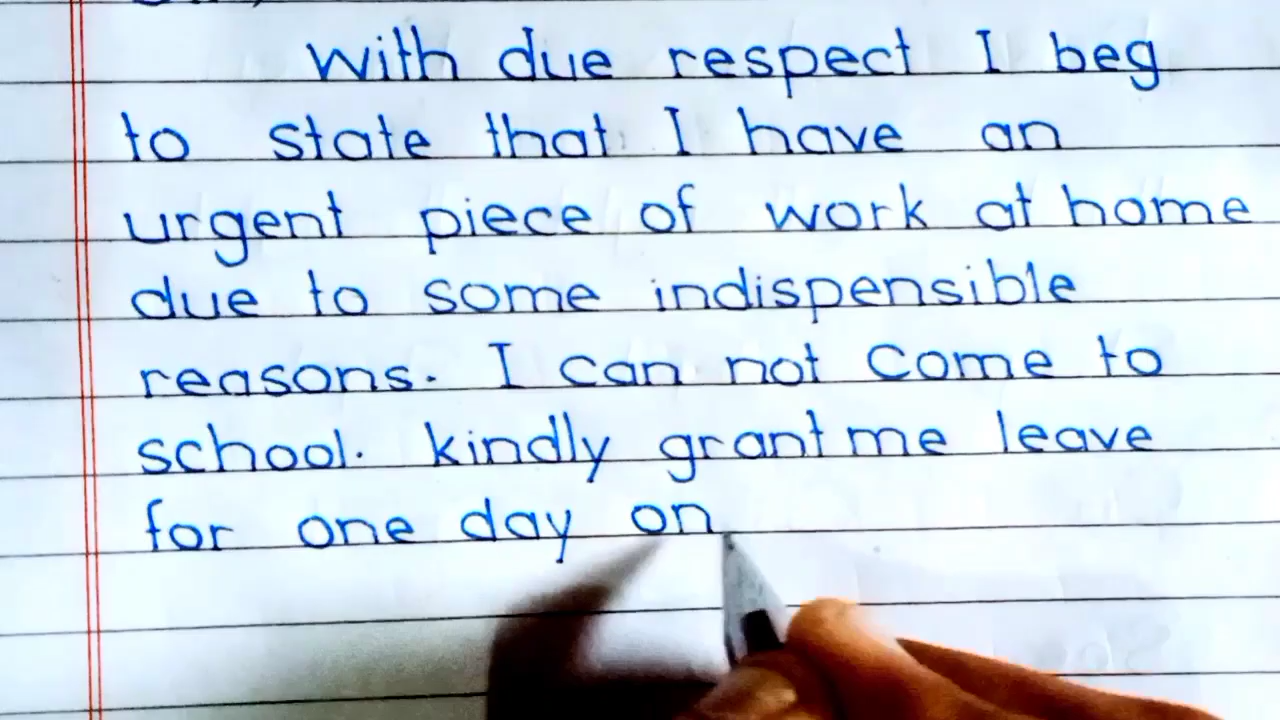 With due respect I beg
to state that I have an
urgent piece of work at home
due to some indispensible
reasons. I can not come to
school. kindly grant me leave
for one day on